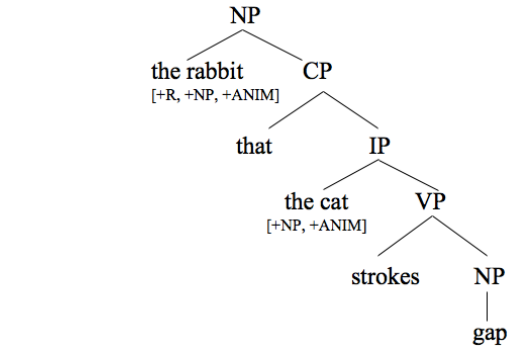 NP
the rabbit CP
[+R, +NP, +ANIM]
that IP
the cat VP
[+NP, +ANIM]
strokes NP
gap